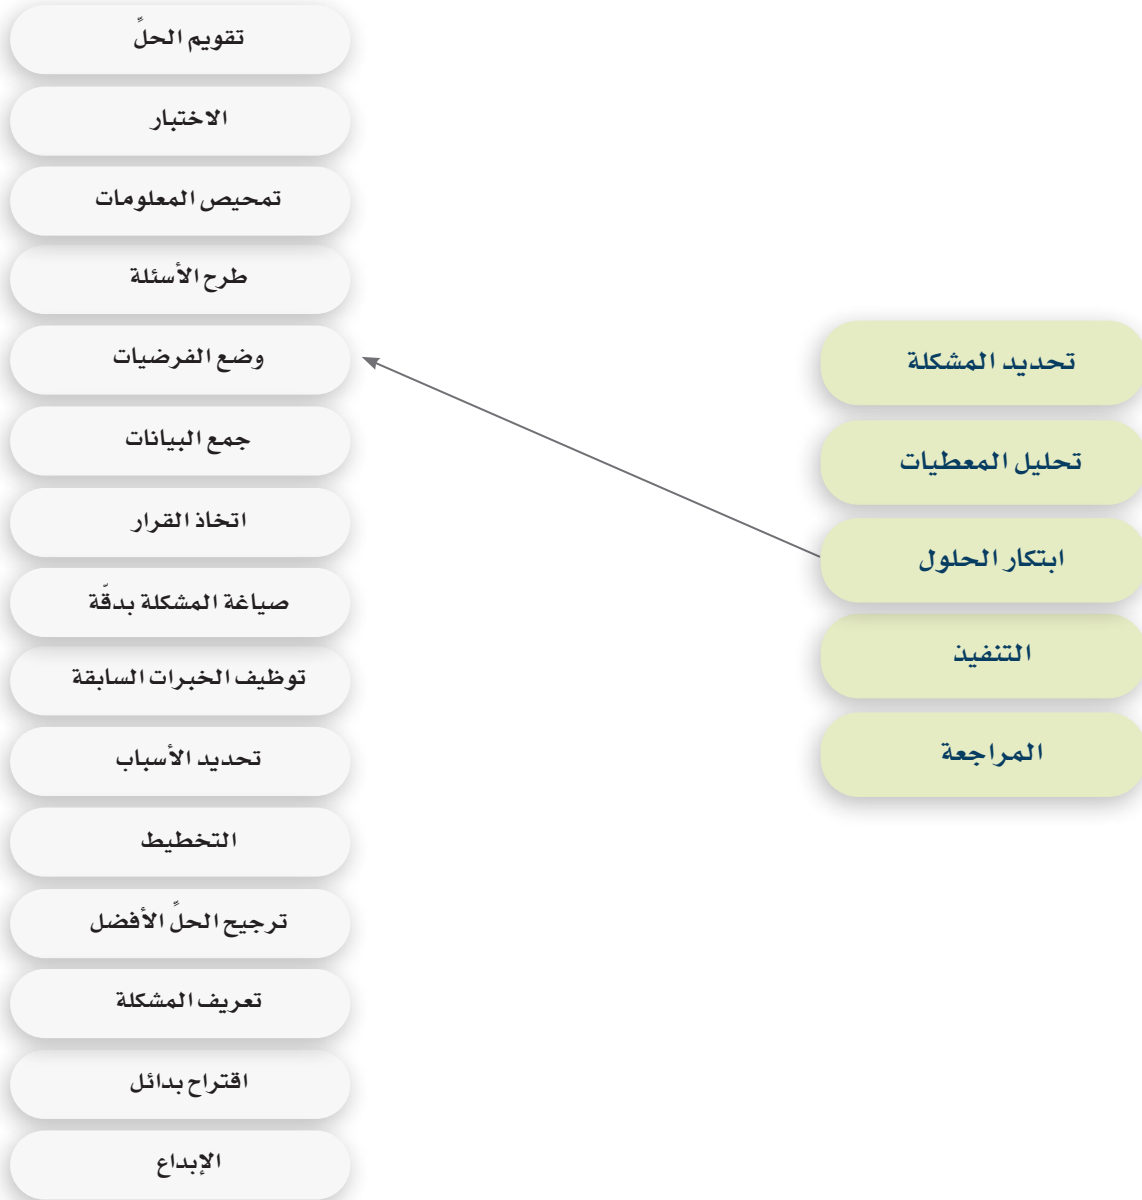 تحديد المشكلة
تحليل المعطيات
ابتكار الحلول
التنفيذ
المراجعة
تقويم الحلِّ
الاختبار
تمحيص المعلومات
طرح الأسئلة
وضع الفرضيات
جمع البيانات
اتخاذ القرار
صياغة المشكلة بدقّة
توظيف الخبرات السابقة
تحديد الأسباب
التخطيط
ترجيح الحلِّ الأفضل
تعريف المشكلة
اقتراح بدائل
الإبداع